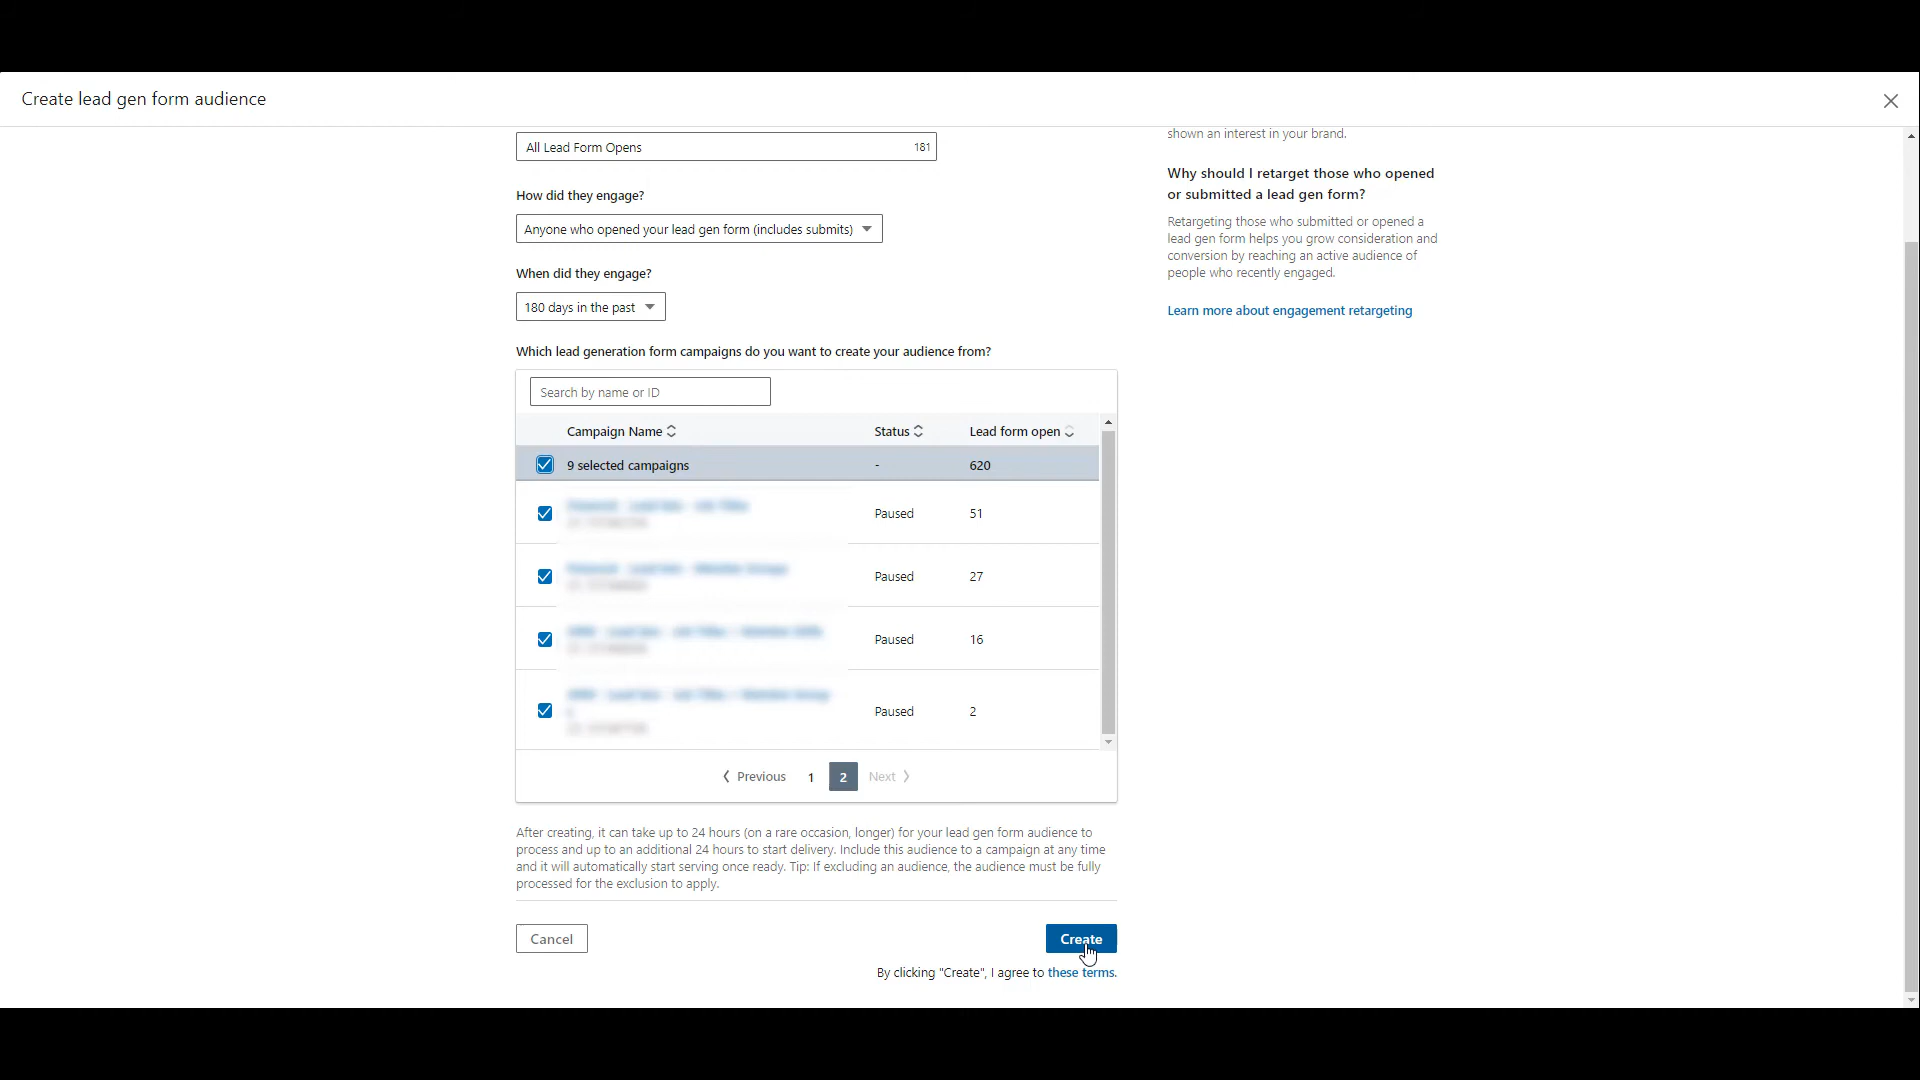 Create lead gen form audience
All Lead Form Opens 181
How did they engage?
Anyone who opened your lead gen form (includes submits)
When did they engage?
180 days in the past
Which lead generation form campaigns do you want to create your audience from?
Search by name or ID
Campaign Name Status Lead form open
9 selected campaigns - 620
Paused 51
Paused 27
Paused 16
Paused 2
Previous 1 2 Next
After creating, it can take up to 24 hours (on a rare occasion, longer) for your lead gen form audience to
process and up to an additional 24 hours to start delivery. Include this audience to a campaign at any time
and it will automatically start serving once ready. Tip: If excluding an audience, the audience must be fully
processed for the exclusion to apply.
Cancel
Create
By clicking "Create", I agree to these terms.
shown an interest in your brand.
Why should I retarget those who opened
or submitted a lead gen form?
Retargeting those who submitted or opened a
lead gen form helps you grow consideration and
conversion by reaching an active audience of
people who recently engaged.
Learn more about engagement retargeting